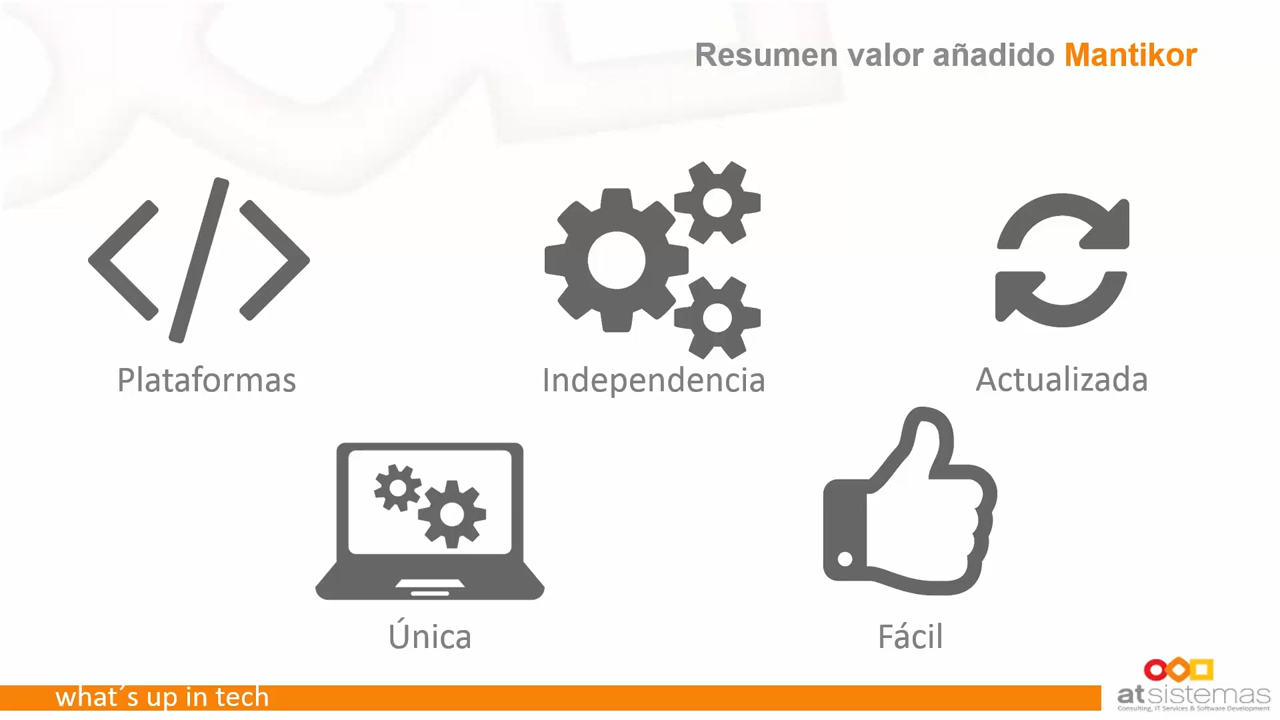 Resumen valor añadido Mantikor
Plataformas
Independencia
Actualizada
Única
Fácil
what´s up in tech
atsistemas
Consulting, IT Services & Software Development